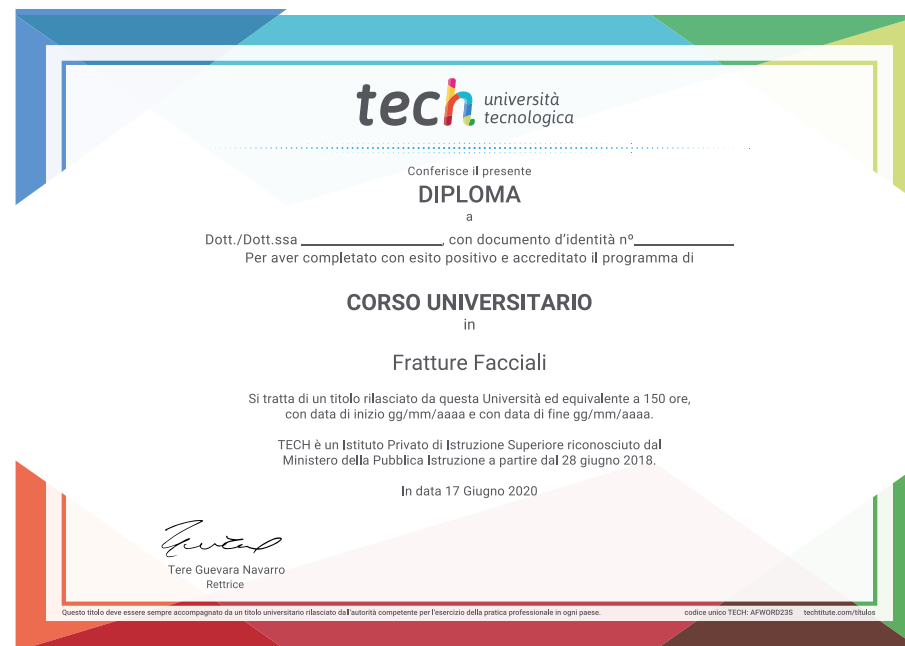 tech università
tecnologica
Conferisce il presente
DIPLOMA
a
Dott./Dott.ssa ____________________, con documento d'identità nº______________
Per aver completato con esito positivo e accreditato il programma di
CORSO UNIVERSITARIO
in
Fratture Facciali
Si tratta di un titolo rilasciato da questa Università ed equivalente a 150 ore,
con data di inizio gg/mm/aaaa e con data di fine gg/mm/aaaa.
TECH è un Istituto Privato di Istruzione Superiore riconosciuto dal
Ministero della Pubblica Istruzione a partire dal 28 giugno 2018.
In data 17 Giugno 2020
Tere Guevara Navarro
Rettrice
Questo titolo deve essere sempre accompagnato da un titolo universitario rilasciato dall'autorità competente per l'esercizio della pratica professionale in ogni paese. codice unico TECH: AFWORD23S techtitute.com/titulos